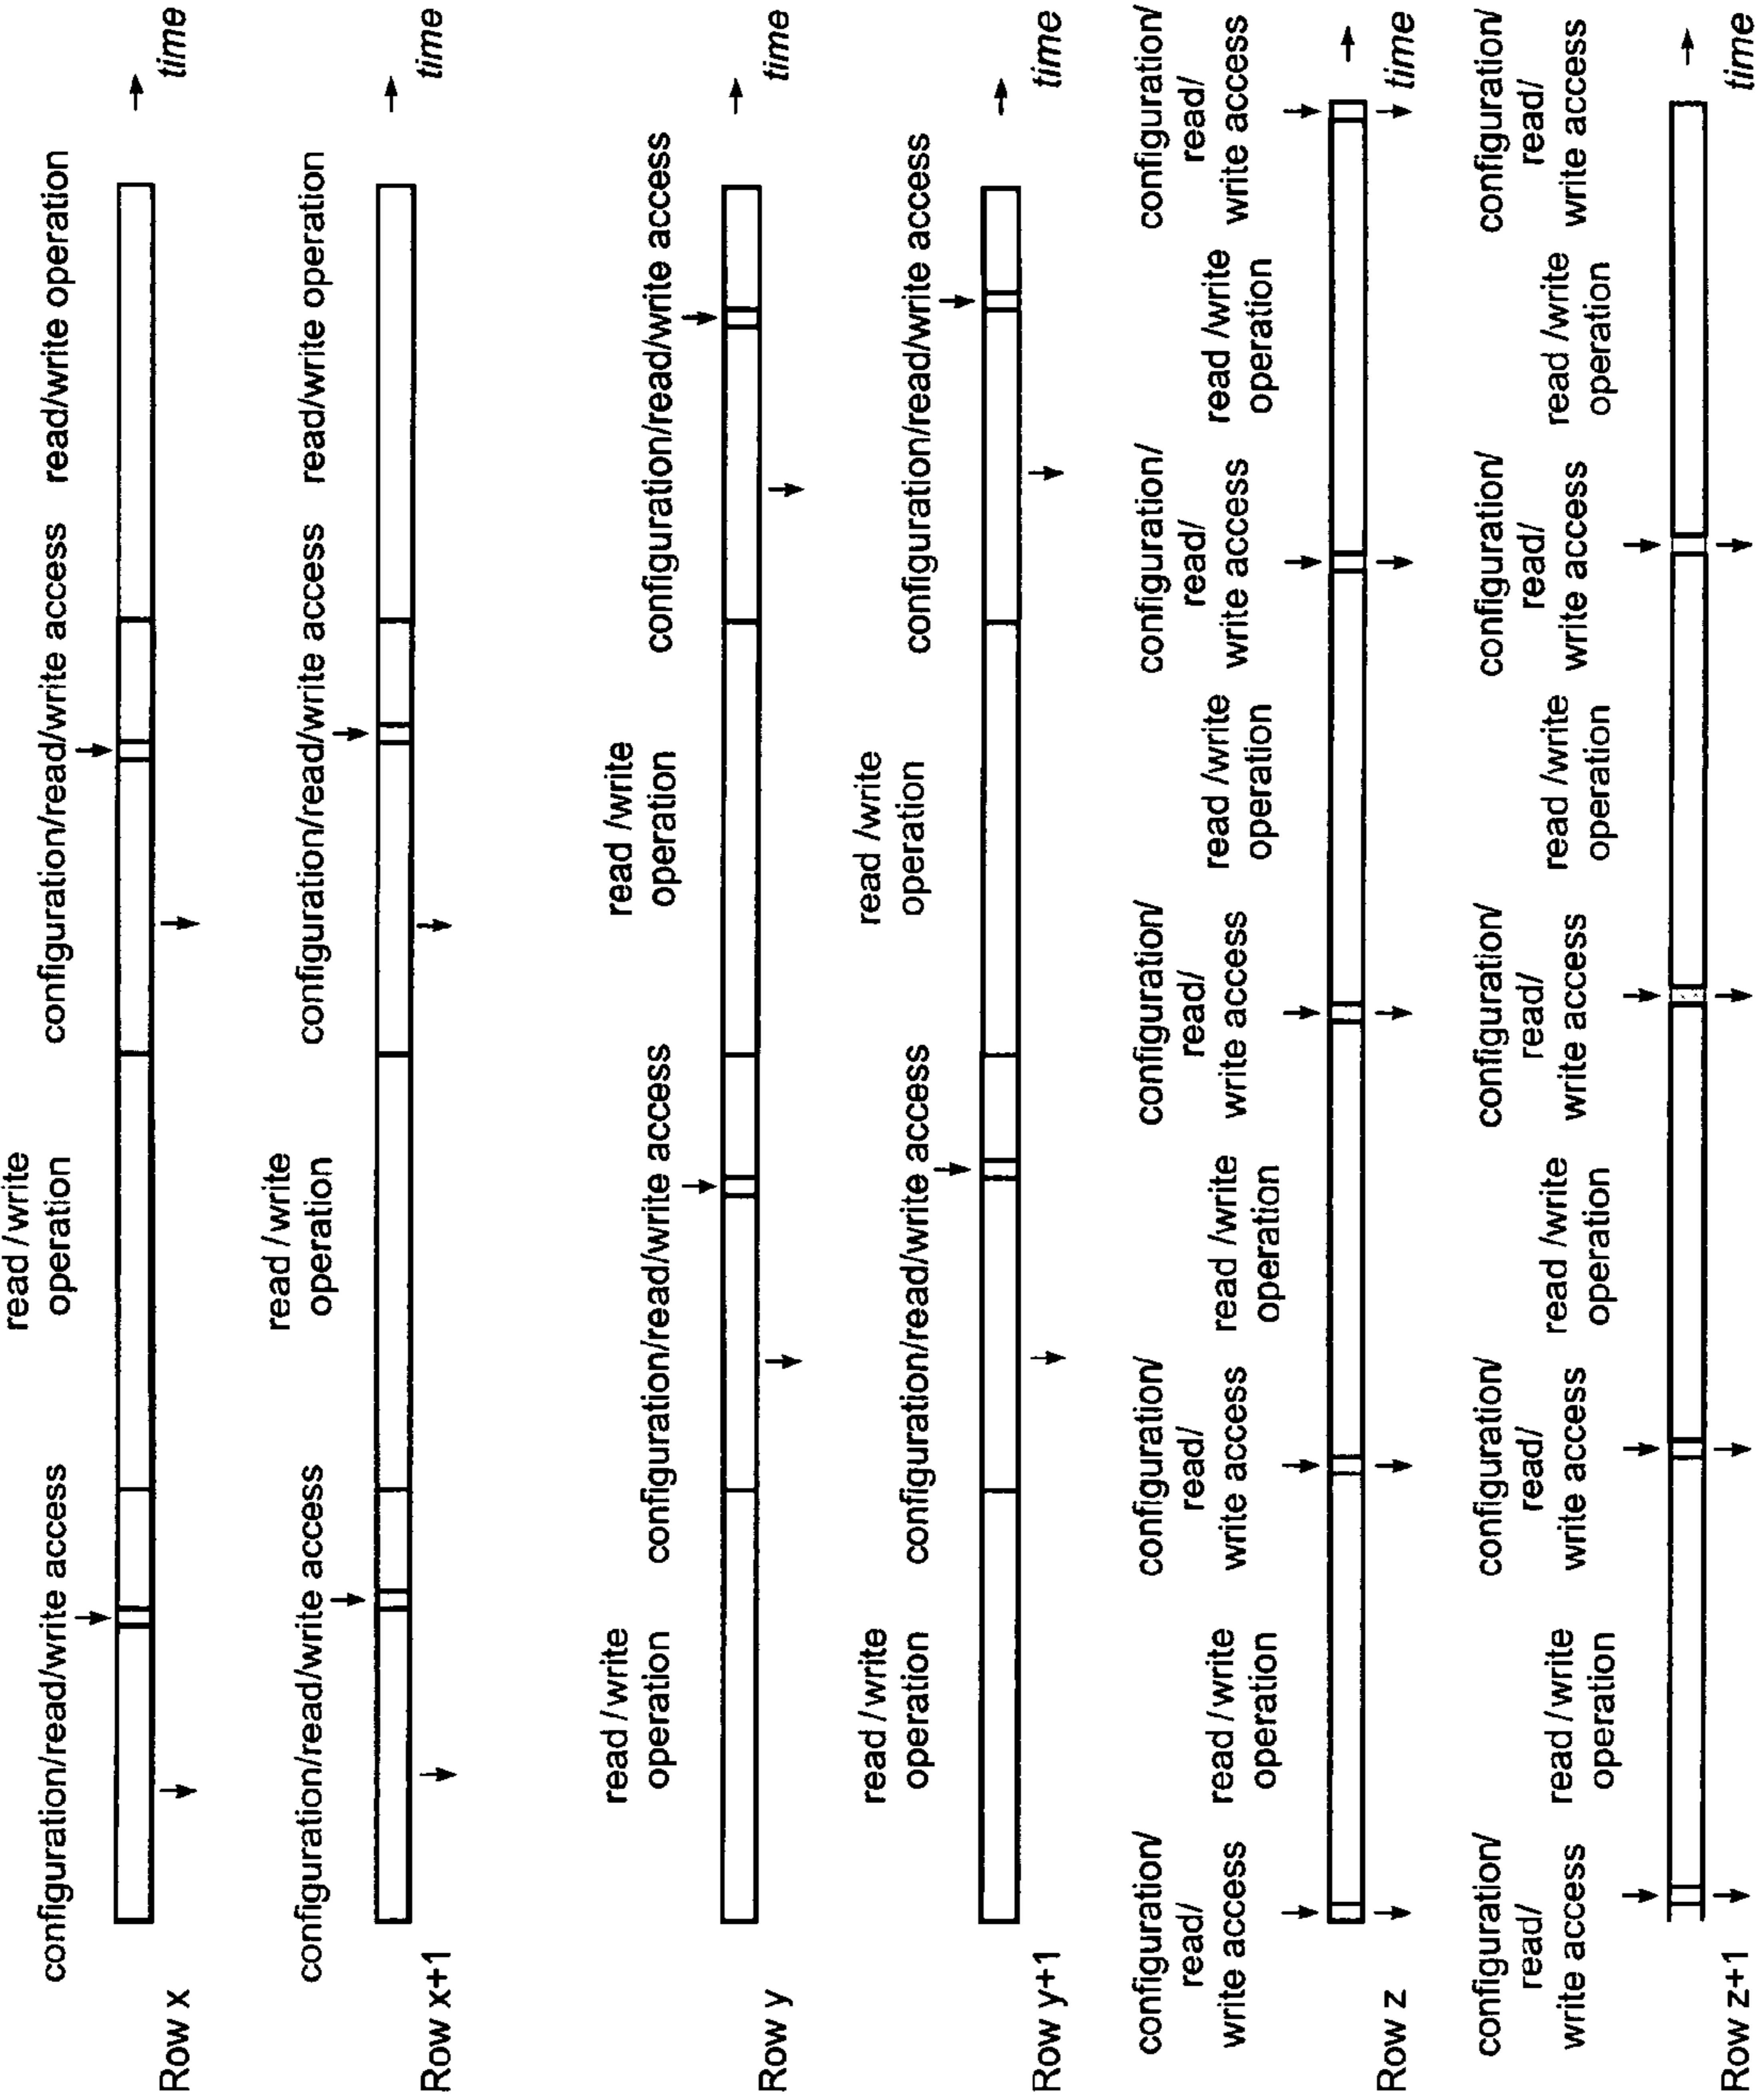 configuration/read/write access
read /write
operation
configuration/read/write access
read/write operation
Row x
time
configuration/read/write access
read /write
operation
configuration/read/write access
read/write operation
Row x+1
time
read /write
operation
configuration/read/write access
read /write
operation
configuration/read/write access
Row y
time
read /write
operation
configuration/read/write access
read /write
operation
configuration/read/write access
Row y+1
time
configuration/
read/
write access
read /write
operation
configuration/
read/
write access
read /write
operation
configuration/
read/
write access
read /write
operation
configuration/
read/
write access
read /write
operation
configuration/
read/
write access
Row z
time
configuration/
read/
write access
read /write
operation
configuration/
read/
write access
read /write
operation
configuration/
read/
write access
read /write
operation
configuration/
read/
write access
read /write
operation
configuration/
read/
write access
Row z+1
time